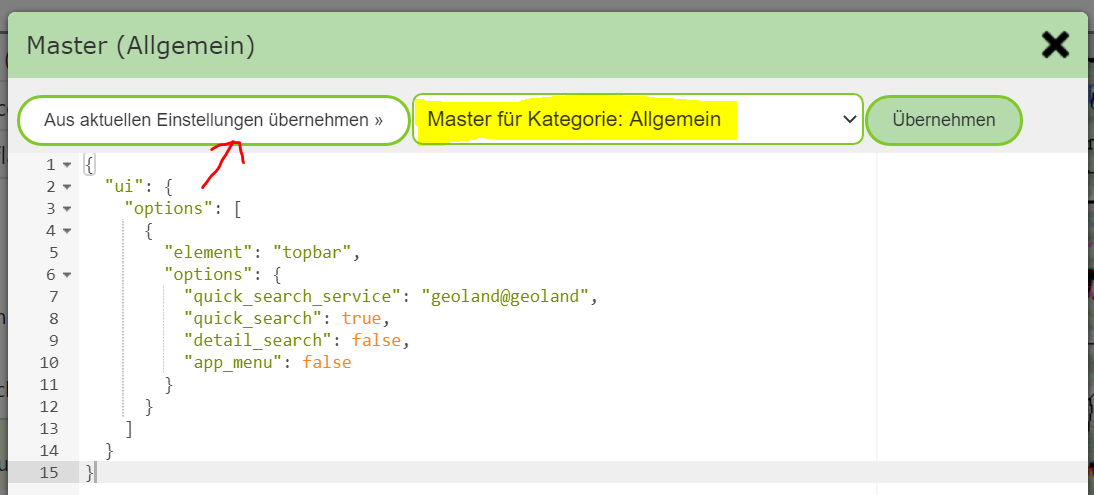 Master (Allgemein)
Aus aktuellen Einstellungen übernehmen » Master für Kategorie: Allgemein Übernehmen
1 {
2 "ui": {
3 "options": [
4 {
5 "element": "topbar",
6 "options": {
7 "quick_search_service": "geoland@geoland",
8 "quick_search": true,
9 "detail_search": false,
10 "app_menu": false
11 }
12 }
13 ]
14 }
15 }